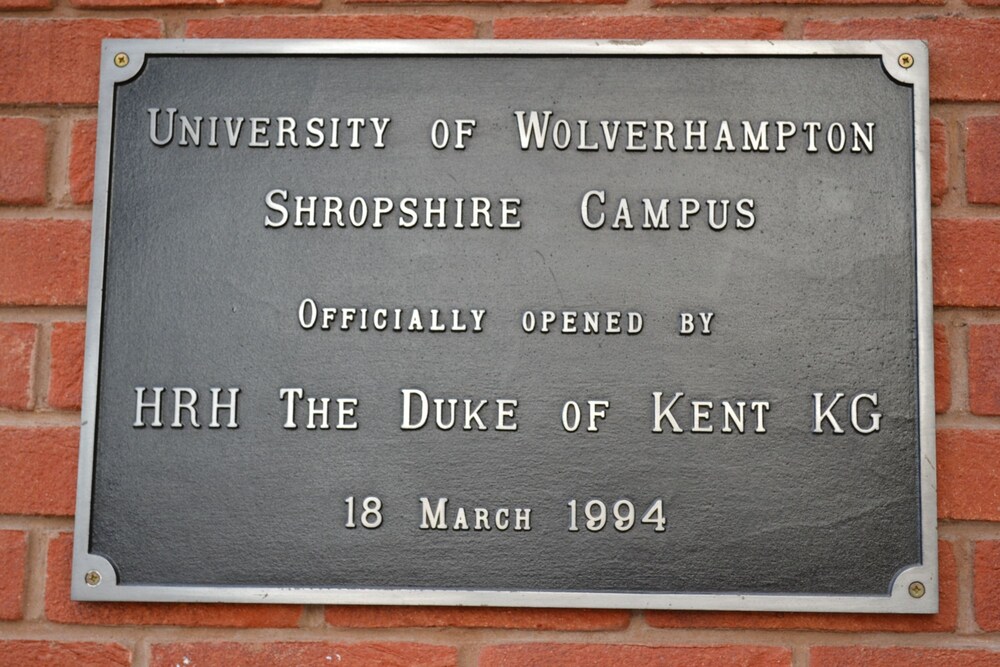 University of Wolverhampton
Shropshire Campus
Officially opened by
HRH The Duke of Kent KG
18 March 1994